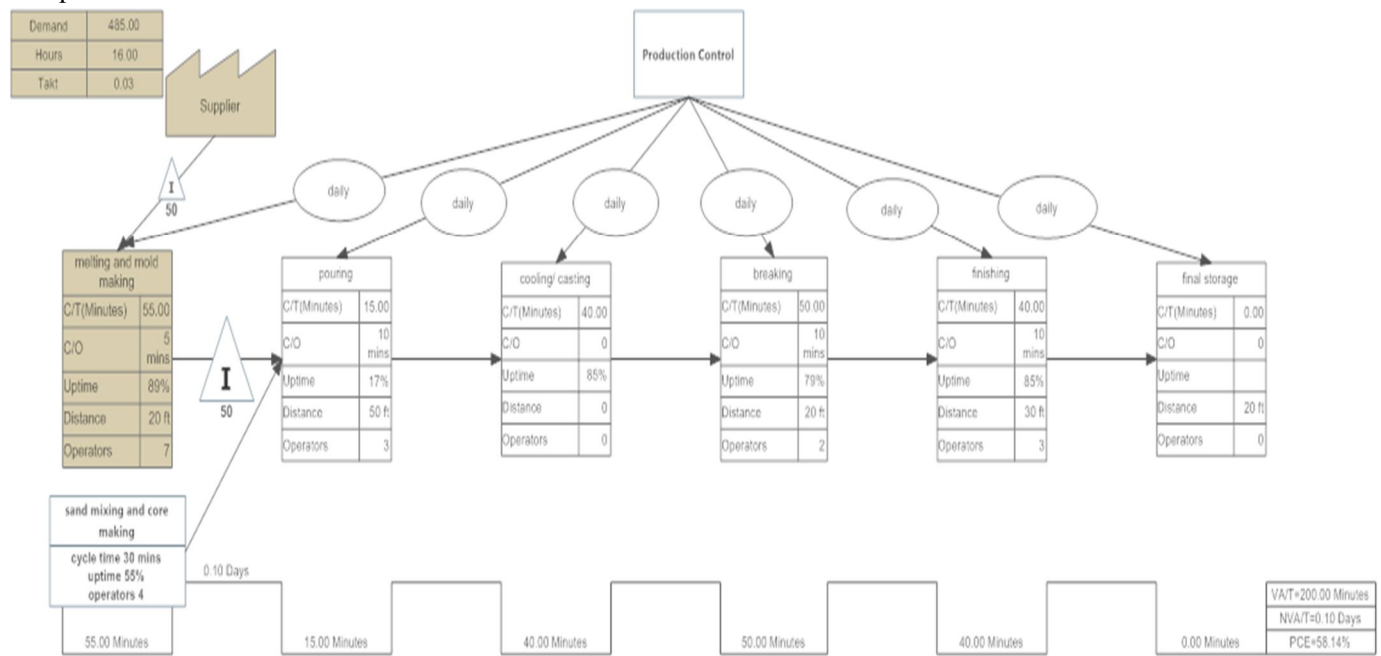 Demand 485.00
Hours 16.00
Takt 0.03
Supplier
Production Control
I
50
daily
daily
daily
daily
daily
daily
melting and mold
making
C/T(Minutes) 55.00
C/O 5
mins
Uptime 89%
Distance 20 ft
Operators 7
I
50
pouring
C/T(Minutes) 15.00
C/O 10
mins
Uptime 17%
Distance 50 ft
Operators 3
cooling/ casting
C/T(Minutes) 40.00
C/O 0
Uptime 85%
Distance 0
Operators 0
breaking
C/T(Minutes) 50.00
C/O 10
mins
Uptime 79%
Distance 20 ft
Operators 2
finishing
C/T(Minutes) 40.00
C/O 10
mins
Uptime 85%
Distance 30 ft
Operators 3
final storage
C/T(Minutes) 0.00
C/O 0
Uptime
Distance 20 ft
Operators 0
sand mixing and core
making
cycle time 30 mins
uptime 55%
operators 4
0.10 Days
55.00 Minutes
15.00 Minutes
40.00 Minutes
50.00 Minutes
40.00 Minutes
0.00 Minutes
VA/T=200.00 Minutes
NVA/T=0.10 Days
PCE=58.14%